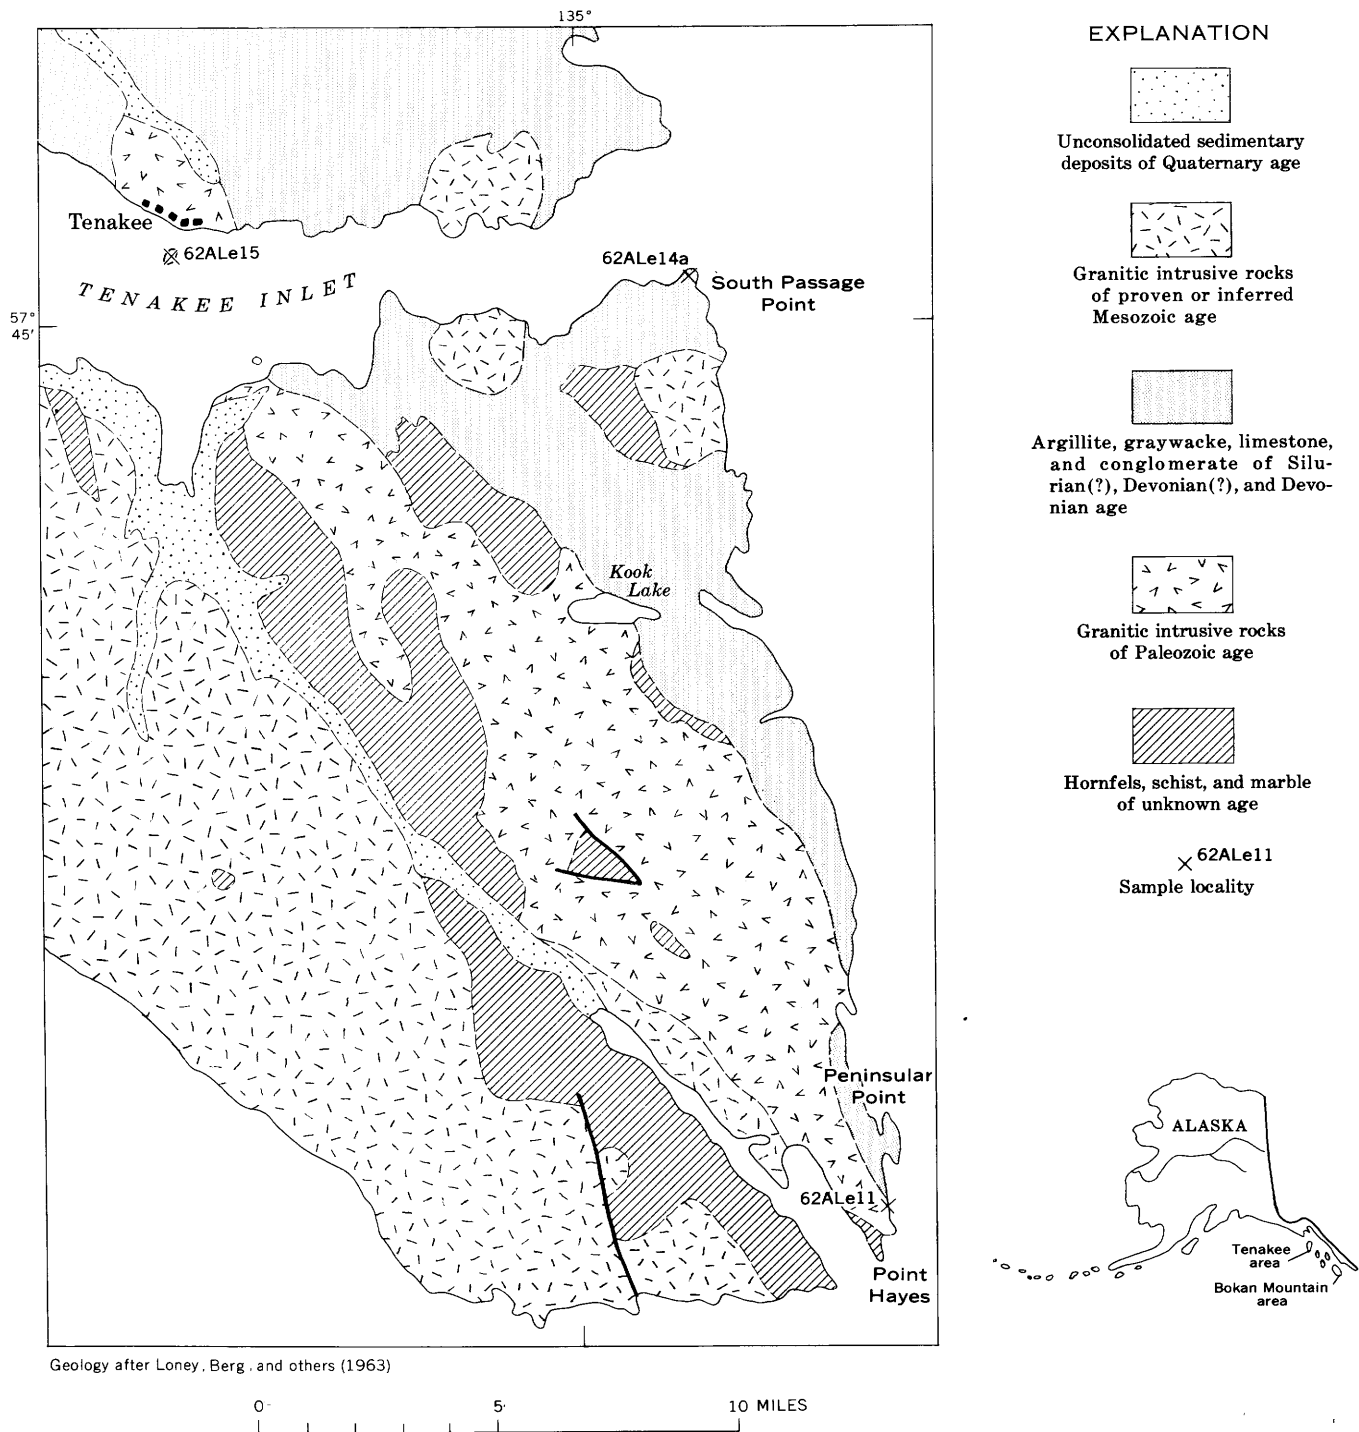 135°
EXPLANATION
Unconsolidated sedimentary
deposits of Quaternary age
Granitic intrusive rocks
of proven or inferred
Mesozoic age
Argillite, graywacke, limestone,
and conglomerate of Silu-
rian(?), Devonian(?), and Devo-
nian age
Granitic intrusive rocks
of Paleozoic age
Hornfels, schist, and marble
of unknown age
62ALe11
Sample locality
Tenakee
62ALe15
TENAKEE INLET
62ALe14a
South Passage
Point
57°
45'
Kook
Lake
Peninsular
Point
62ALe11
Point
Hayes
ALASKA
Tenakee
area
Bokan Mountain
area
Geology after Loney, Berg, and others (1963)
0 5 10 MILES